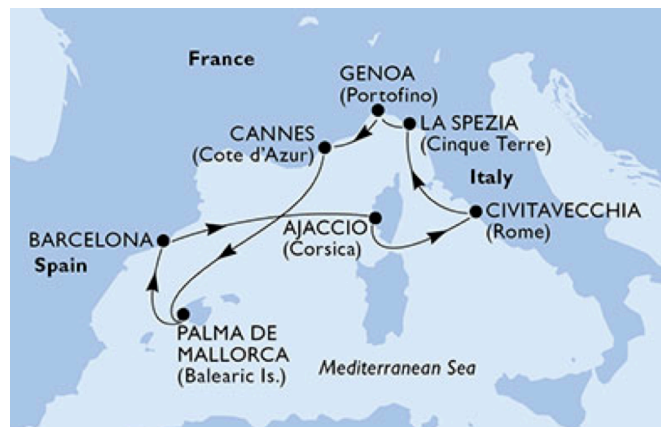 France
GENOA
(Portofino)
CANNES
(Cote d'Azur)
LA SPEZIA
(Cinque Terre)
Italy
CIVITAVECCHIA
(Rome)
AJACCIO
(Corsica)
BARCELONA
Spain
PALMA DE
MALLORCA
(Balearic Is.)
Mediterranean Sea